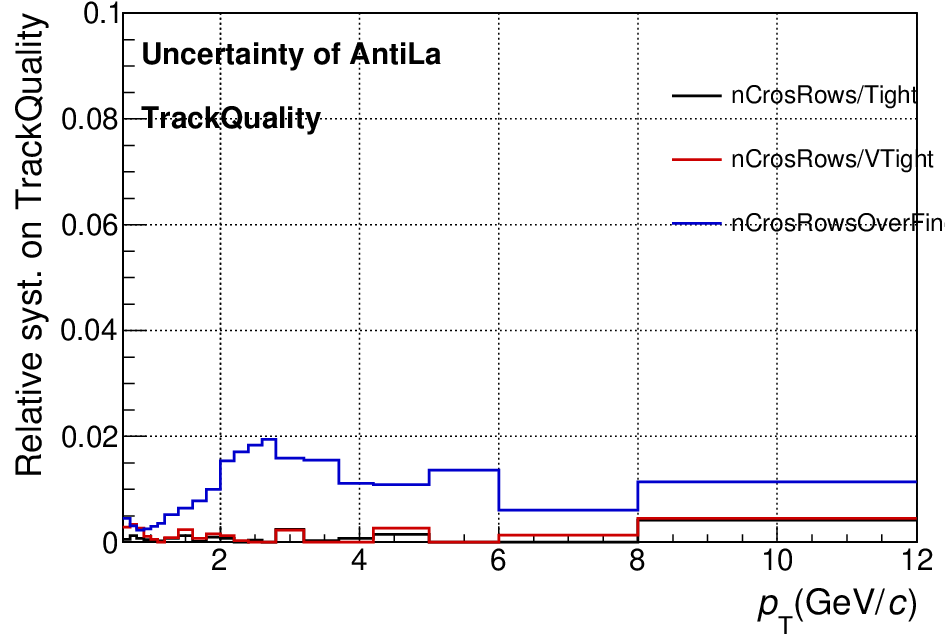 Relative syst. on TrackQuality
0.1
0.08
0.06
0.04
0.02
0
Uncertainty of AntiLa
TrackQuality
nCrosRows/Tight
nCrosRows/VTight
nCrosRowsOverFin
2 4 6 8 10 12
pT(GeV/c)